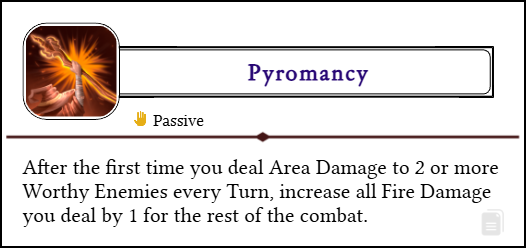 Pyromancy
Passive
After the first time you deal Area Damage to 2 or more
Worthy Enemies every Turn, increase all Fire Damage
you deal by 1 for the rest of the combat.